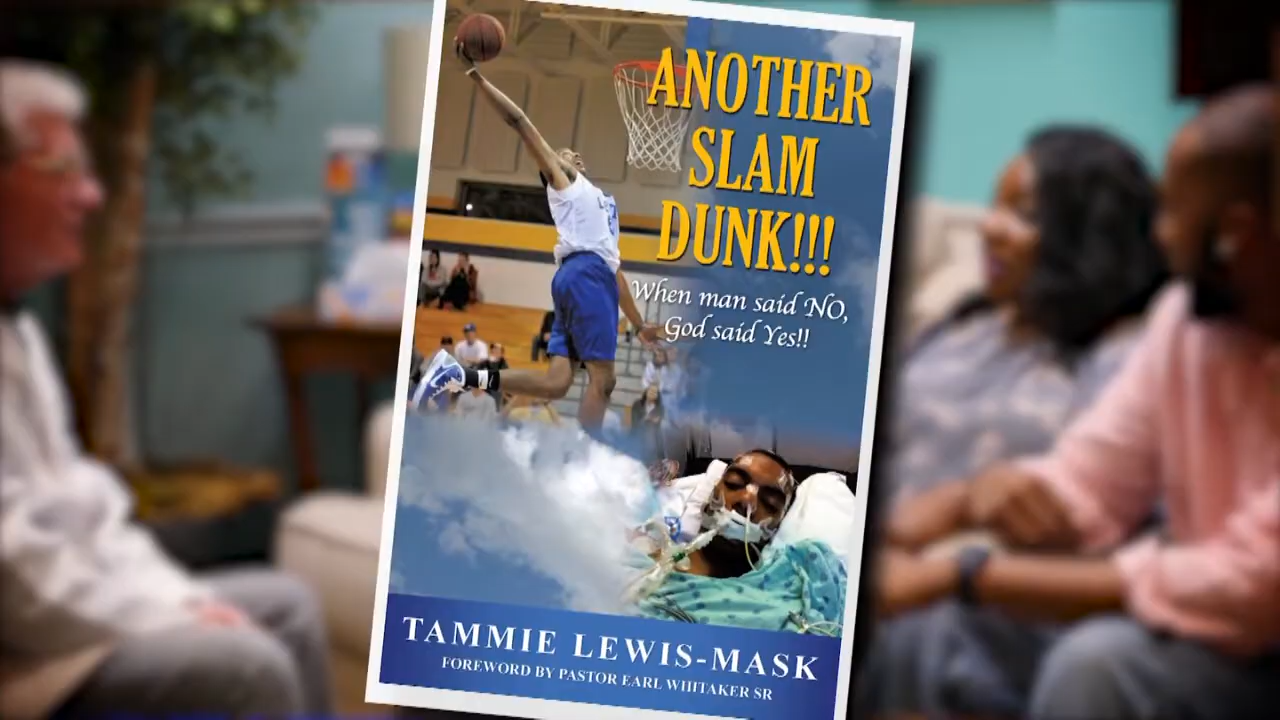 ANOTHER
SLAM
DUNK!!!
When man said NO,
God said Yes!!
TAMMIE LEWIS-MASK
FOREWORD BY PASTOR EARL WHITAKER SR